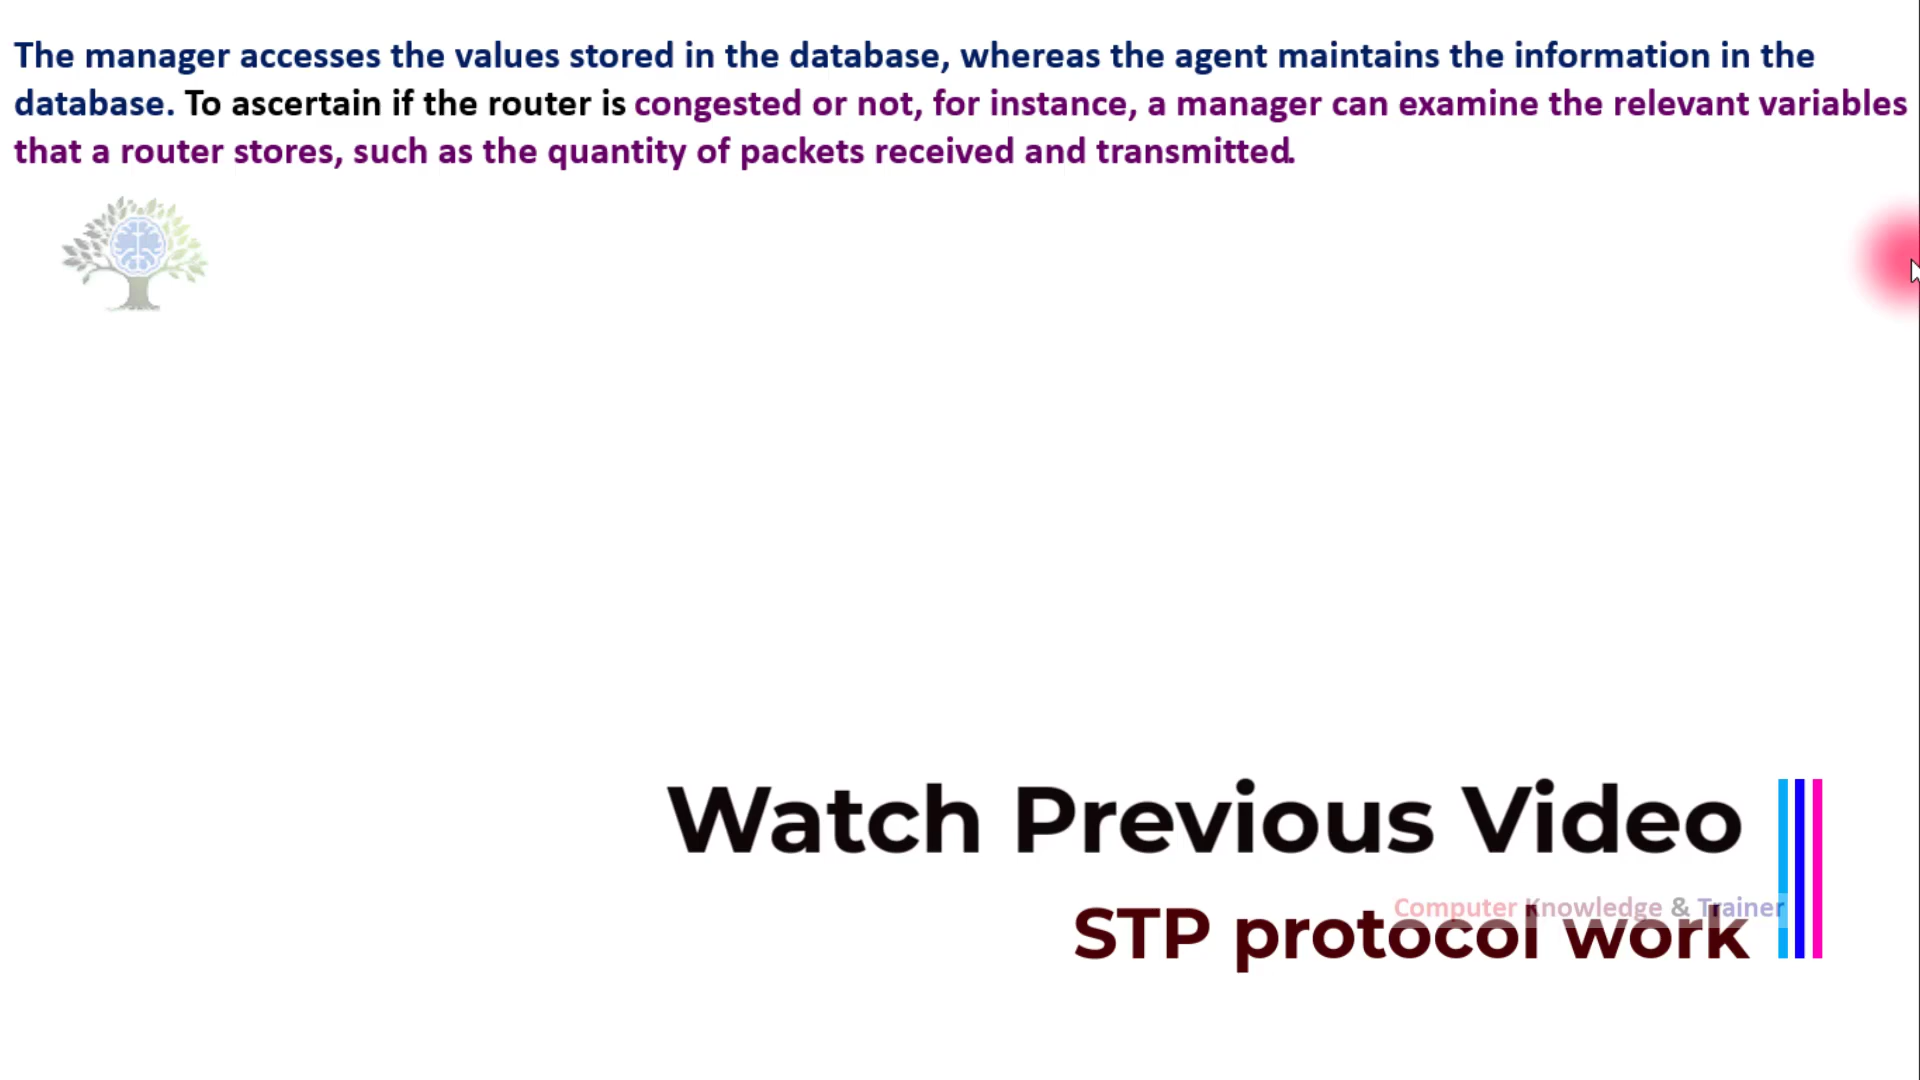 The manager accesses the values stored in the database, whereas the agent maintains the information in the
database. To ascertain if the router is congested or not, for instance, a manager can examine the relevant variables
that a router stores, such as the quantity of packets received and transmitted.
Watch Previous Video
Computer Knowledge & Trainer
STP protocol work